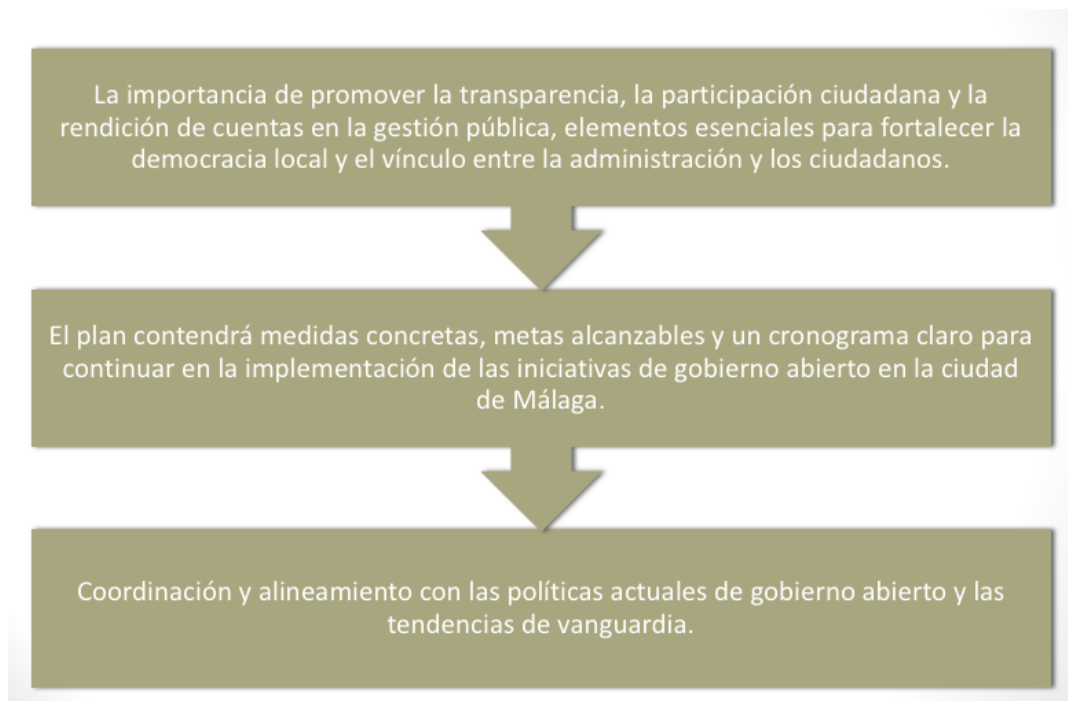 La importancia de promover la transparencia, la participación ciudadana y la
rendición de cuentas en la gestión pública, elementos esenciales para fortalecer la
democracia local y el vínculo entre la administración y los ciudadanos.
El plan contendrá medidas concretas, metas alcanzables y un cronograma claro para
continuar en la implementación de las iniciativas de gobierno abierto en la ciudad
de Málaga.
Coordinación y alineamiento con las políticas actuales de gobierno abierto y las
tendencias de vanguardia.